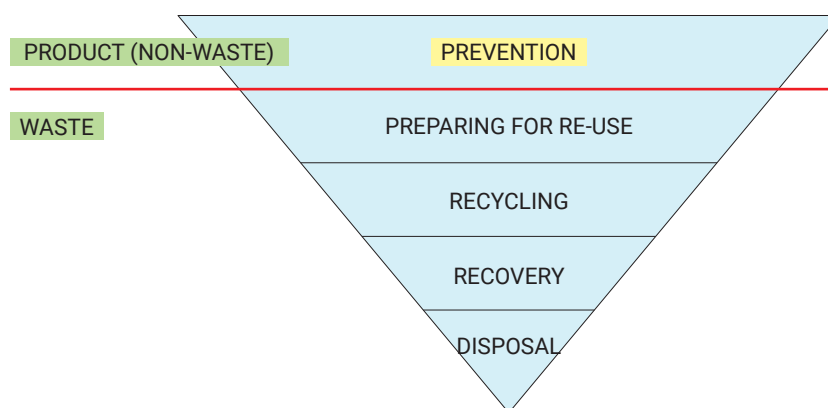 PRODUCT (NON-WASTE) PREVENTION
WASTE PREPARING FOR RE-USE
RECYCLING
RECOVERY
DISPOSAL